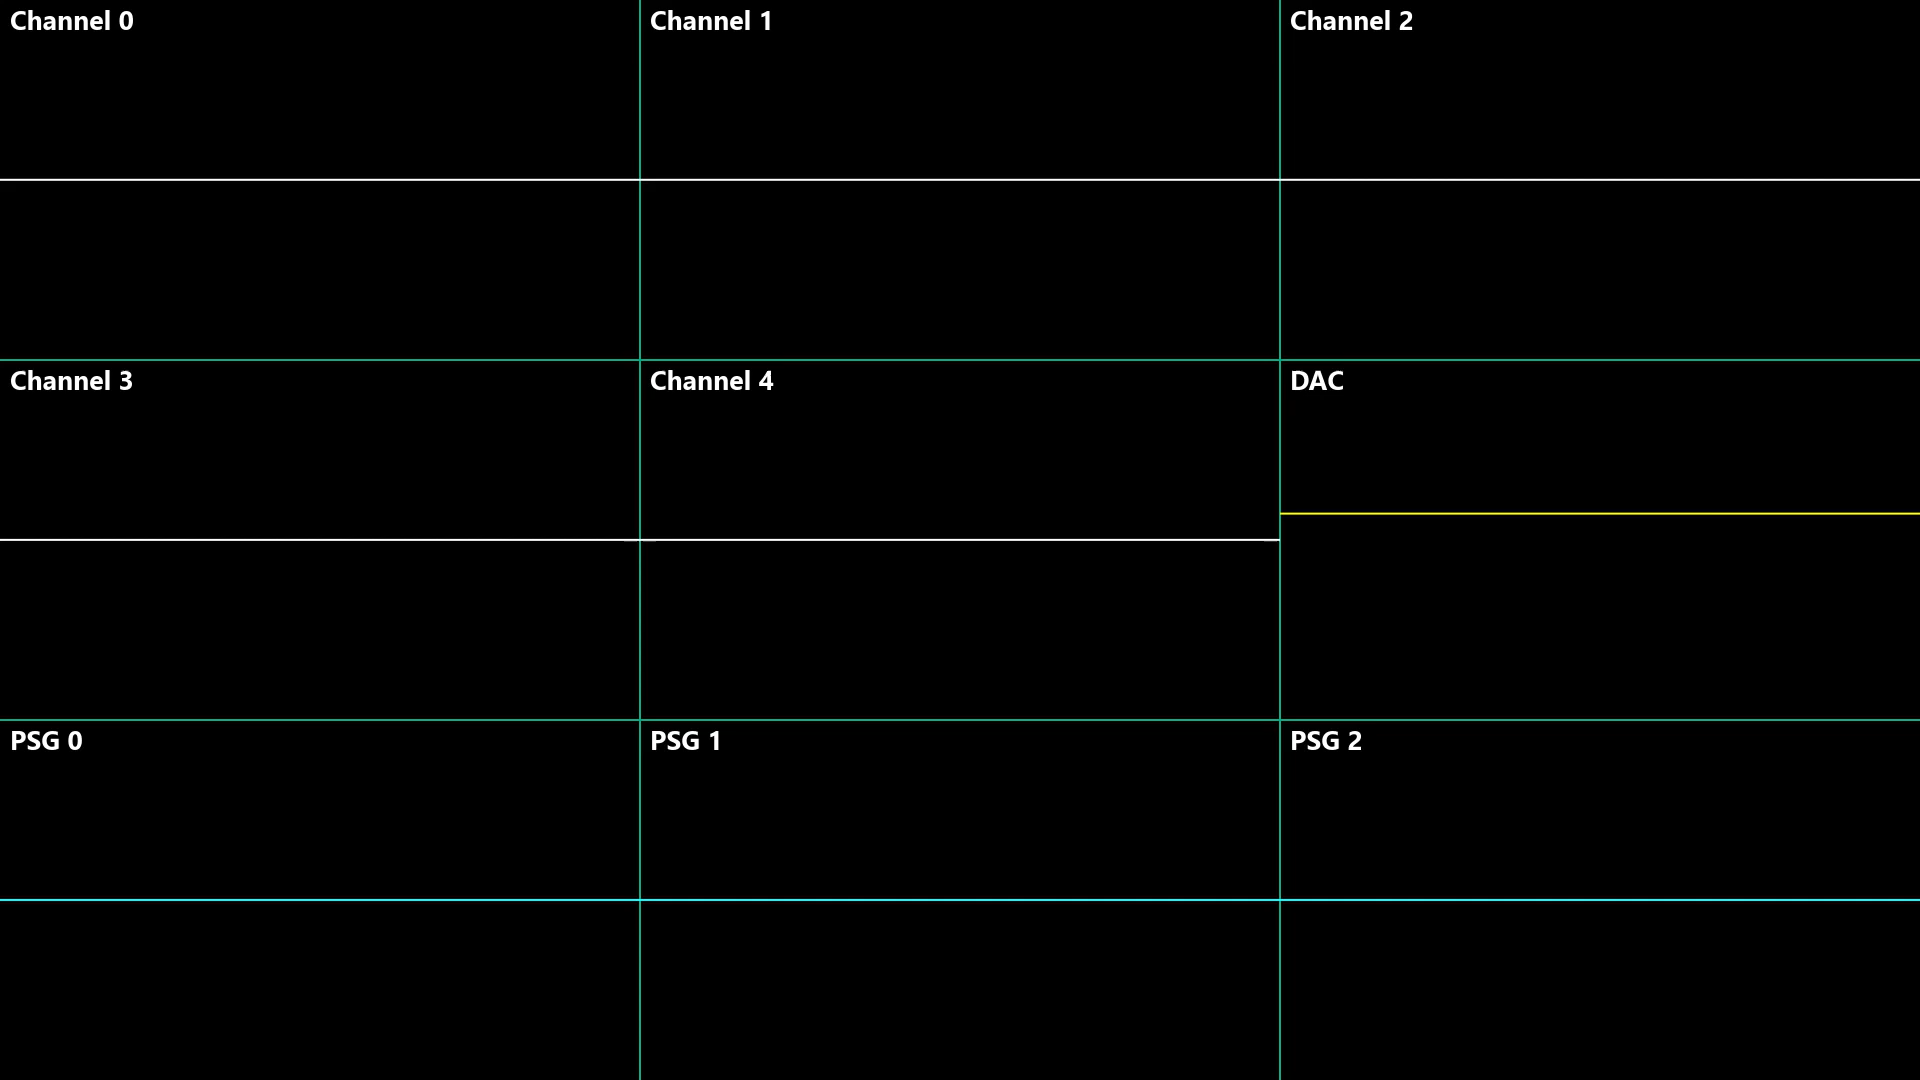 Channel 0
Channel 1
Channel 2
Channel 3
Channel 4
DAC
PSG 0
PSG 1
PSG 2